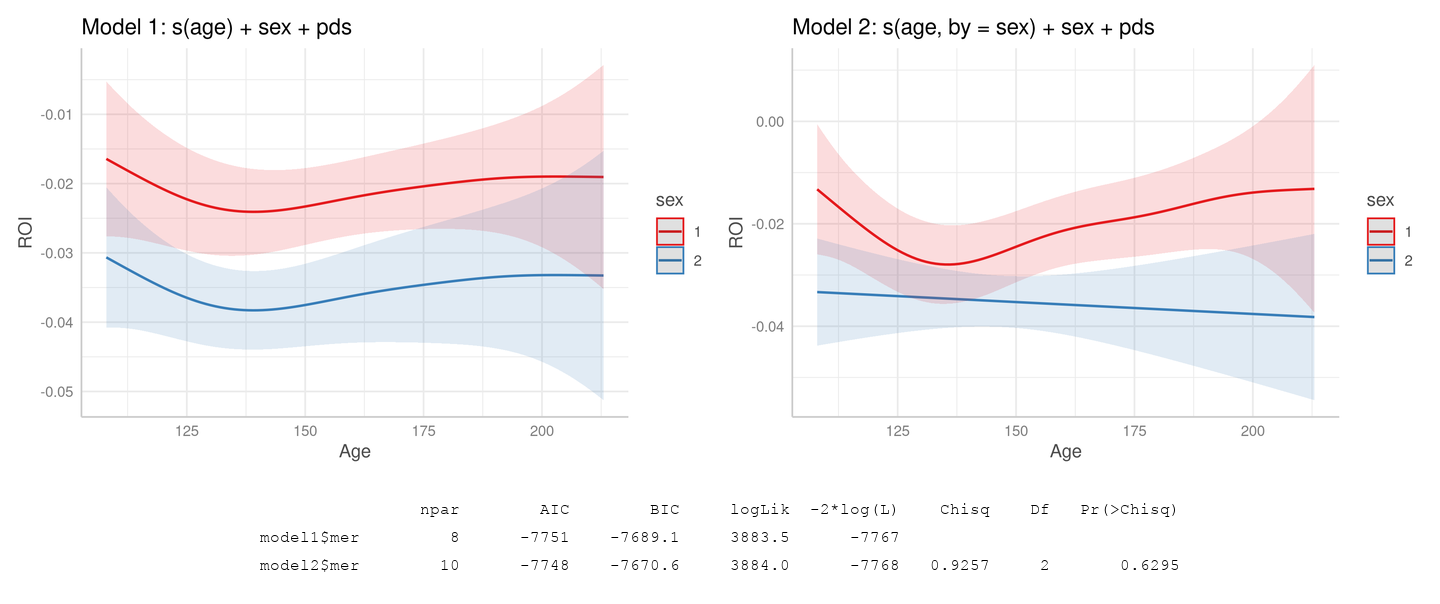 Model 1: s(age) + sex + pds
-0.01
-0.02
-0.03
-0.04
-0.05
ROI
125 150 175 200
Age
sex
1
2
Model 2: s(age, by = sex) + sex + pds
0.00
-0.02
-0.04
ROI
125 150 175 200
Age
sex
1
2
npar AIC BIC logLik -2*log(L) Chisq Df Pr(>Chisq)
model1$mer 8 -7751 -7689.1 3883.5 -7767
model2$mer 10 -7748 -7670.6 3884.0 -7768 0.9257 2 0.6295